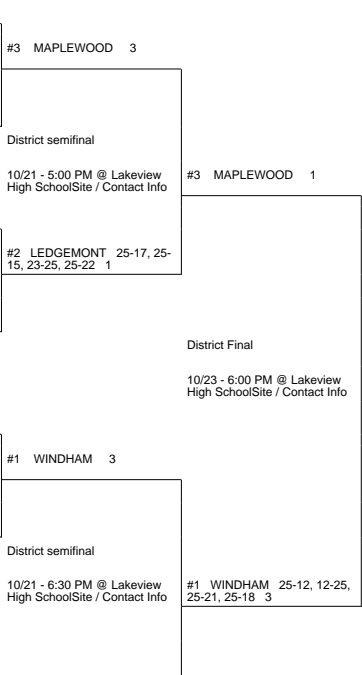 #3 MAPLEWOOD 3
District semifinal
10/21 - 5:00 PM @ Lakeview
High SchoolSite / Contact Info
#3 MAPLEWOOD 1
#2 LEDGEMONT 25-17, 25-
15, 23-25, 25-22 1
District Final
10/23 - 6:00 PM @ Lakeview
High SchoolSite / Contact Info
#1 WINDHAM 3
District semifinal
10/21 - 6:30 PM @ Lakeview
High SchoolSite / Contact Info
#1 WINDHAM 25-12, 12-25,
25-21, 25-18 3